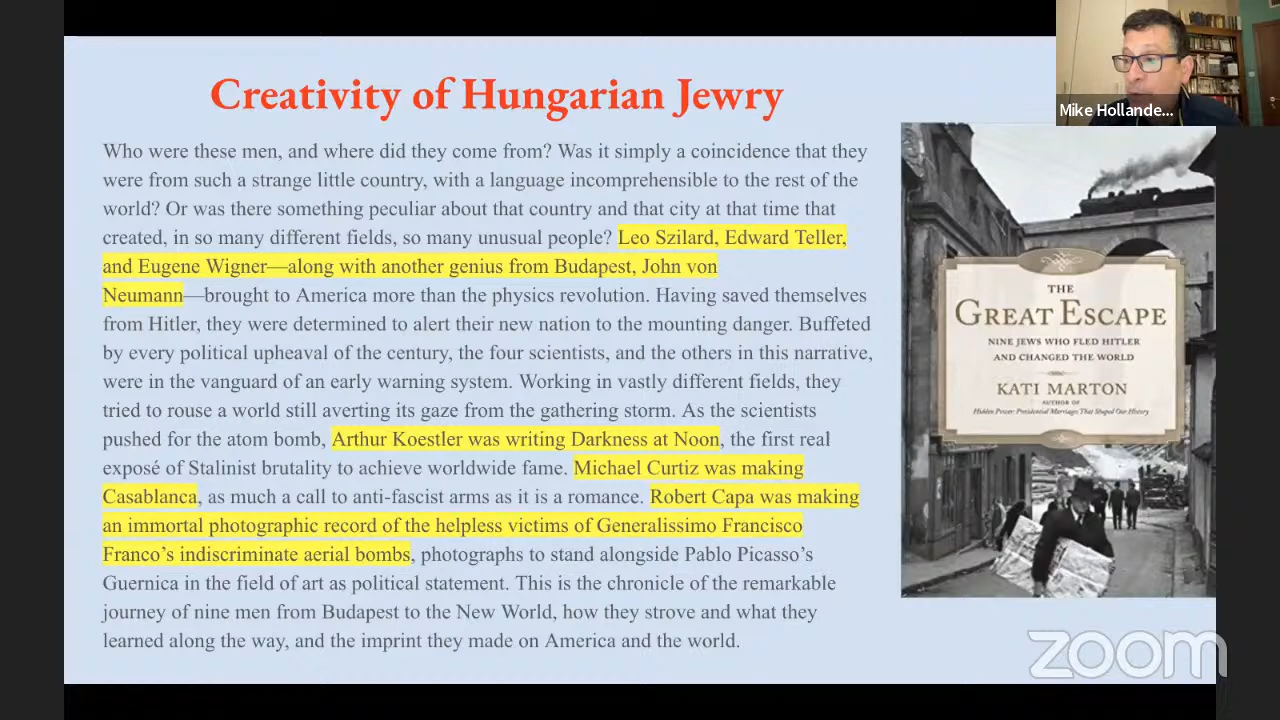 Creativity of Hungarian Jewry
Who were these men, and where did they come from? Was it simply a coincidence that they
were from such a strange little country, with a language incomprehensible to the rest of the
world? Or was there something peculiar about that country and that city at that time that
created, in so many different fields, so many unusual people? Leo Szilard, Edward Teller,
and Eugene Wigner—along with another genius from Budapest, John von
Neumann—brought to America more than the physics revolution. Having saved themselves
from Hitler, they were determined to alert their new nation to the mounting danger. Buffeted
by every political upheaval of the century, the four scientists, and the others in this narrative,
were in the vanguard of an early warning system. Working in vastly different fields, they
tried to rouse a world still averting its gaze from the gathering storm. As the scientists
pushed for the atom bomb, Arthur Koestler was writing Darkness at Noon, the first real
exposé of Stalinist brutality to achieve worldwide fame. Michael Curtiz was making
Casablanca, as much a call to anti-fascist arms as it is a romance. Robert Capa was making
an immortal photographic record of the helpless victims of Generalissimo Francisco
Franco’s indiscriminate aerial bombs, photographs to stand alongside Pablo Picasso’s
Guernica in the field of art as political statement. This is the chronicle of the remarkable
journey of nine men from Budapest to the New World, how they strove and what they
learned along the way, and the imprint they made on America and the world.
Mike Hollande...
THE
GREAT ESCAPE
NINE JEWS WHO FLED HITLER
AND CHANGED THE WORLD
KATI MARTON
AUTHOR OF
Hidden Power: Presidential Marriages That Shaped Our History
zoom